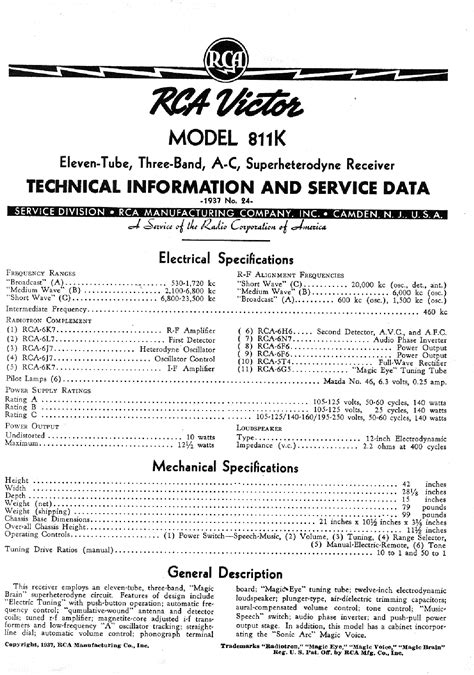 RCA
RCA Victor
MODEL 811K
Eleven-Tube, Three-Band, A-C, Superheterodyne Receiver
TECHNICAL INFORMATION AND SERVICE DATA
-1937 No. 24-
SERVICE DIVISION • RCA MANUFACTURING COMPANY, INC. • CAMDEN, N. J., U. S. A.
A Service of the Radio Corporation of America
Electrical Specifications
FREQUENCY RANGES
"Broadcast" (A) 530-1,720 kc
"Medium Wave" (B) 2,100-6,800 kc
"Short Wave" (C) 6,800-23,500 kc
R-F ALIGNMENT FREQUENCIES
"Short Wave" (C) 20,000 kc (osc., det., ant.)
"Medium Wave" (B) 6,000 kc (osc.)
"Broadcast" (A) 600 kc (osc.), 1,500 kc (osc.)
Intermediate Frequency 460 kc
RADIOTRON COMPLEMENT
(1) RCA-6K7 R-F Amplifier
(2) RCA-6L7 First Detector
(3) RCA-6J7 Heterodyne Oscillator
(4) RCA-6J7 Oscillator Control
(5) RCA-6K7 I-F Amplifier
(6) RCA-6H6 Second Detector, A.V.C., and A.F.C.
(7) RCA-6N7 Audio Phase Inverter
(8) RCA-6F6 Power Output
(9) RCA-6F6 Power Output
(10) RCA-5T4 Full-Wave Rectifier
(11) RCA-6G5 "Magic Eye" Tuning Tube
Pilot Lamps (6) Mazda No. 46, 6.3 volts, 0.25 amp.
POWER SUPPLY RATINGS
Rating A 105-125 volts, 50-60 cycles, 140 watts
Rating B 105-125 volts, 25 cycles, 140 watts
Rating C 105-125/140-160/195-250 volts, 50-60 cycles, 140 watts
POWER OUTPUT
Undistorted 10 watts
Maximum 12½ watts
LOUDSPEAKER
Type 12-inch Electrodynamic
Impedance (v.c.) 2.2 ohms at 400 cycles
Mechanical Specifications
Height 42 inches
Width 28⅛ inches
Depth 15 inches
Weight (net) 79 pounds
Weight (shipping) 99 pounds
Chassis Base Dimensions 21 inches x 10½ inches x 3⅜ inches
Over-all Chassis Height 11½ inches
Operating Controls (1) Power Switch—Speech-Music, (2) Volume, (3) Tuning, (4) Range Selector,
(5) Manual-Electric-Remote, (6) Tone
Tuning Drive Ratios (manual) 10 to 1 and 50 to 1
General Description
This receiver employs an eleven-tube, three-band, "Magic
Brain" superheterodyne circuit. Features of design include
"Electric Tuning" with push-button operation; automatic fre-
quency control; "qumulative-wound" antenna and detector
coils; tuned r-f amplifier; magnetite-core adjusted i-f trans-
formers and low-frequency "A" oscillator tracking; straight-
line dial; automatic volume control; phonograph terminal
board; "Magic Eye" tuning tube; twelve-inch electrodynamic
loudspeaker; plunger-type, air-dielectric trimming capacitors;
aural-compensated volume control; tone control; "Music-
Speech" switch; audio phase inverter; and push-pull power
output stage. In addition, this model has a cabinet incorpor-
ating the "Sonic Arc" Magic Voice.
Copyright, 1937, RCA Manufacturing Co., Inc.
Trademarks "Radiotron," "Magic Eye," "Magic Voice," "Magic Brain"
Reg. U. S. Pat. Off. by RCA Mfg. Co., Inc.